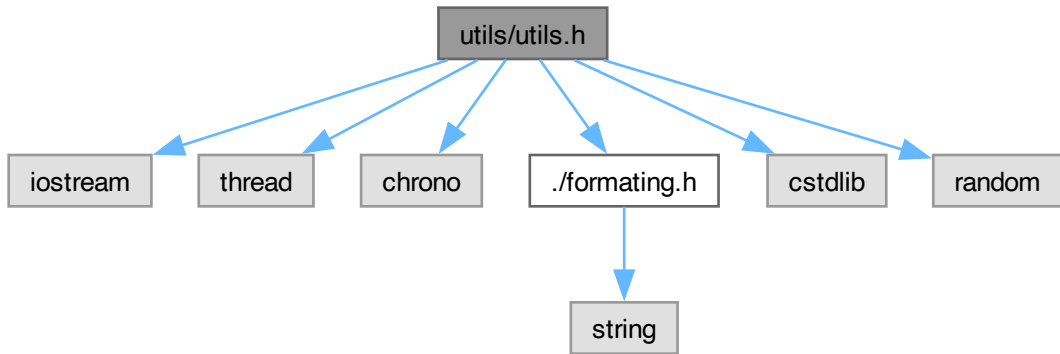 utils/utils.h
iostream
thread
chrono
./formating.h
cstdlib
random
string